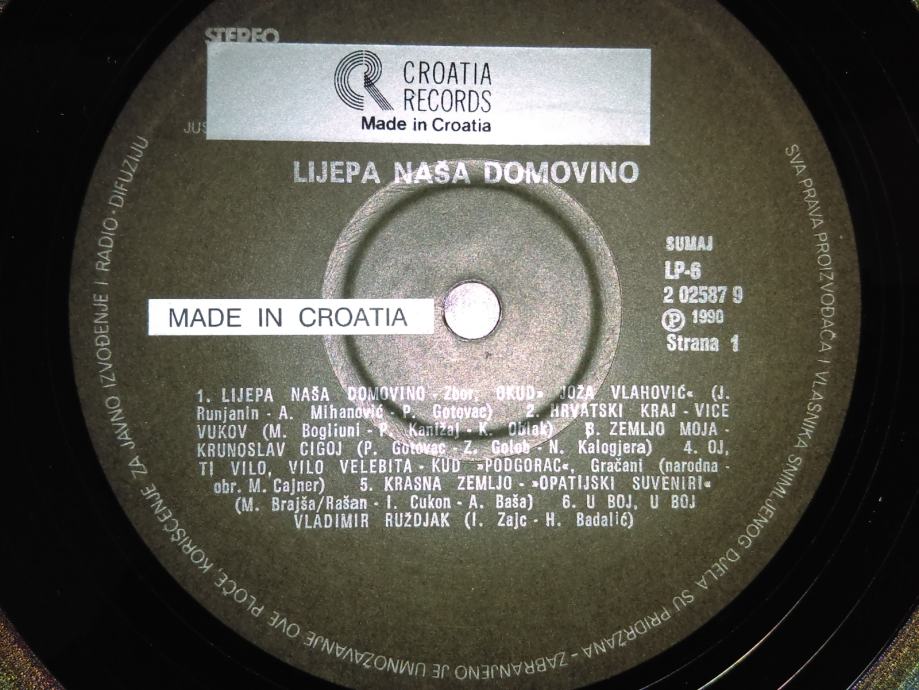 STEREO
CROATIA
RECORDS
Made in Croatia
JUS
LIJEPA NAŠA DOMOVINO
SUMAJ
LP-6
2 02587 9
Ⓟ 1990
Strana 1
MADE IN CROATIA
1. LIJEPA NAŠA DOMOVINO - Zbor, OKUD» JOŽA VLAHOVIĆ« (J.
Runjanin - A. Mihanović - P. Gotovac) 2. HRVATSKI KRAJ - VICE
VUKOV (M. Bogliuni - P. Kanižaj - K. Oblak) 3. ZEMLJO MOJA -
KRUNOSLAV CIGOJ (P. Gotovac - Z. Golob - N. Kalogjera) 4. OJ,
TI VILO, VILO VELEBITA - KUD »PODGORAC«, Gračani (narodna -
obr. M. Cajner) 5. KRASNA ZEMLJO - »OPATIJSKI SUVENIRI«
(M. Brajša/Rašan - I. Cukon - A. Baša) 6. U BOJ, U BOJ
VLADIMIR RUŽDJAK (I. Zajc - H. Badalić)
SVA PRAVA PROIZVOĐAČA I VLASNIKA SNIMLJENOG DJELA SU PRIDRŽANA - ZABRANJENO JE UMNOŽAVANJE OVE PLOČE, KORIŠĆENJE ZA JAVNO IZVOĐENJE I RADIO-DIFUZIJU